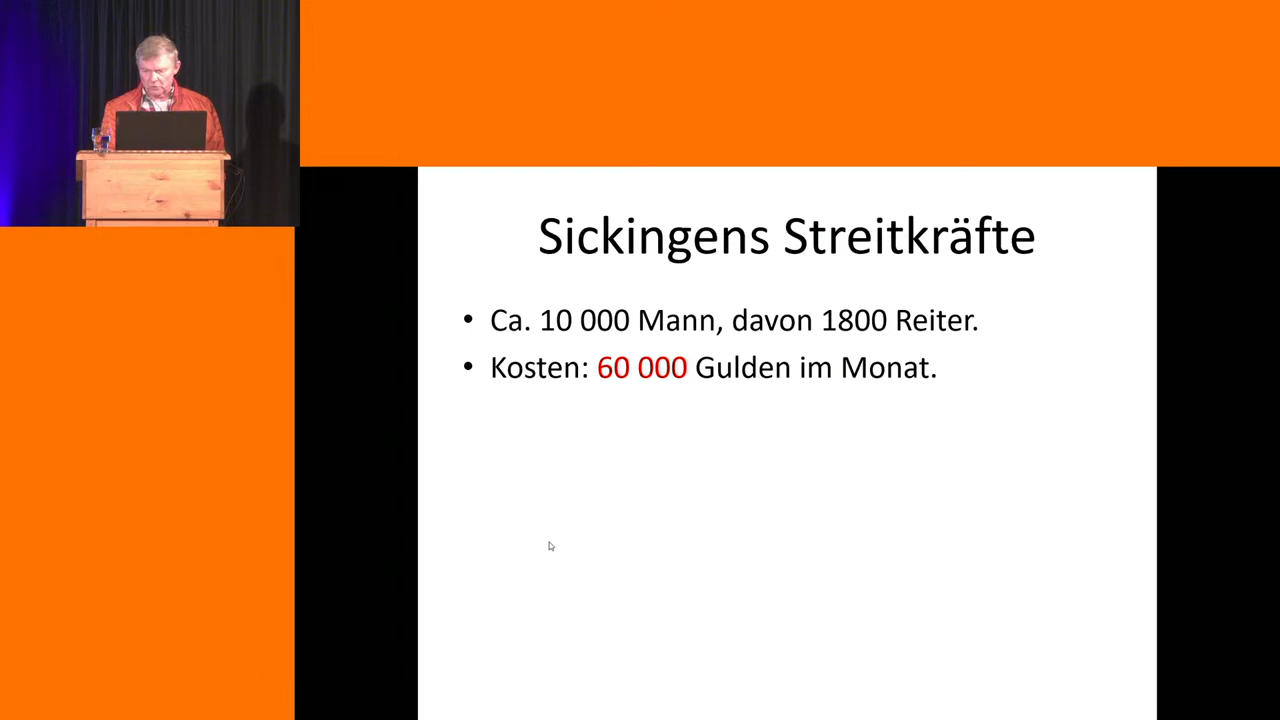 Sickingens Streitkräfte
• Ca. 10 000 Mann, davon 1800 Reiter.
• Kosten: 60 000 Gulden im Monat.